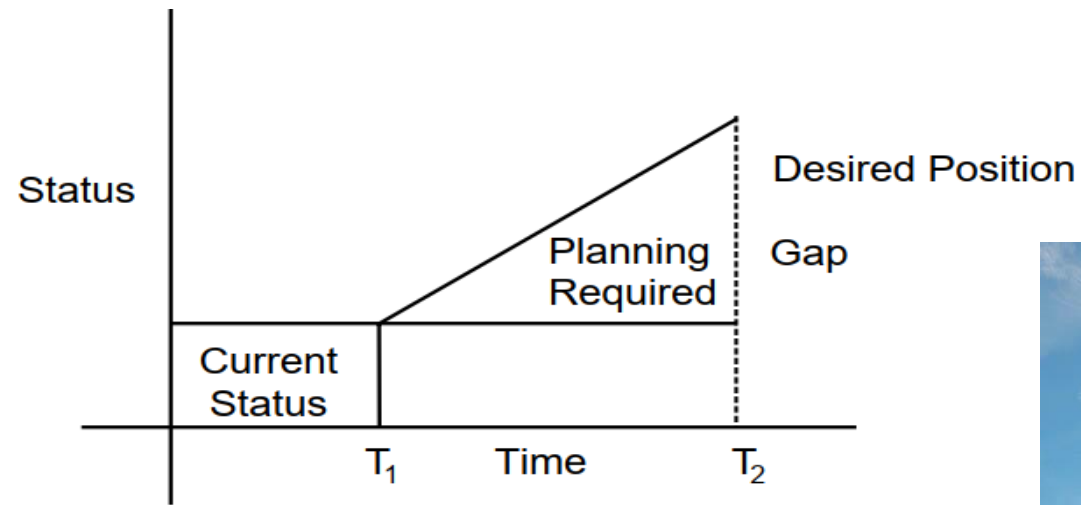 Status
Desired Position
Planning
Required
Gap
Current
Status
T₁
Time
T₂